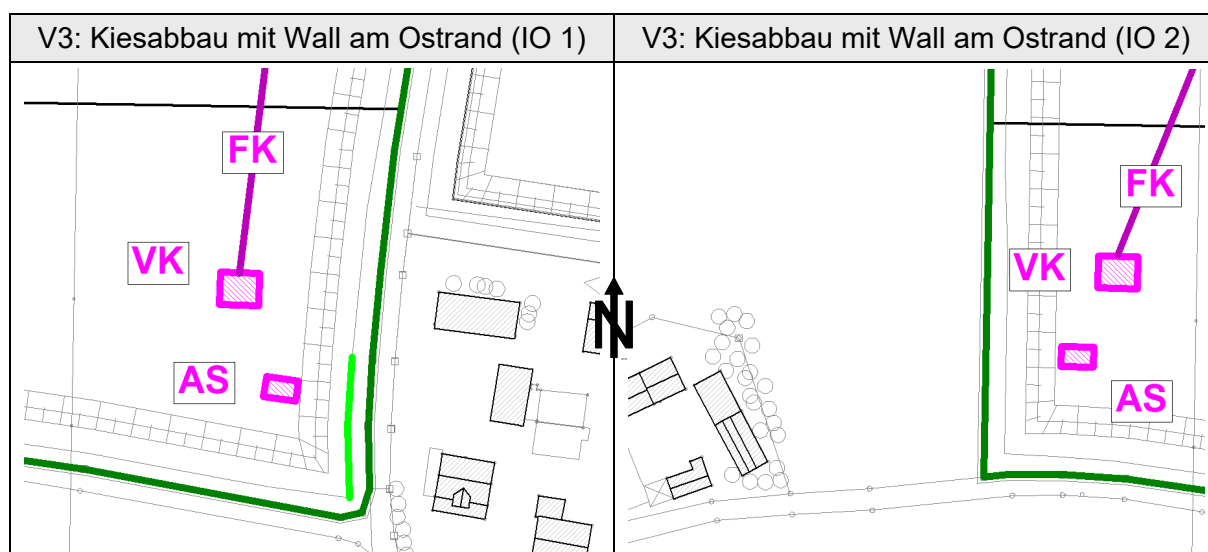 V3: Kiesabbau mit Wall am Ostrand (IO 1)
V3: Kiesabbau mit Wall am Ostrand (IO 2)
FK
VK
AS
N
FK
VK
AS